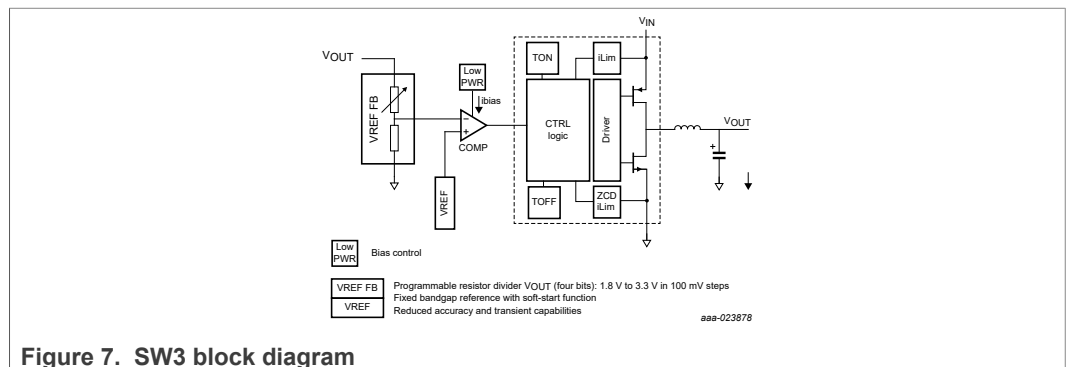 VIN
VOUT
TON
iLim
Low
PWR
ibias
VREF FB
CTRL
logic
Driver
VOUT
COMP
VREF
TOFF
ZCD
iLim
Low
PWR
Bias control
VREF FB
Programmable resistor divider VOUT (four bits): 1.8 V to 3.3 V in 100 mV steps
Fixed bandgap reference with soft-start function
VREF
Reduced accuracy and transient capabilities
aaa-023878
Figure 7. SW3 block diagram